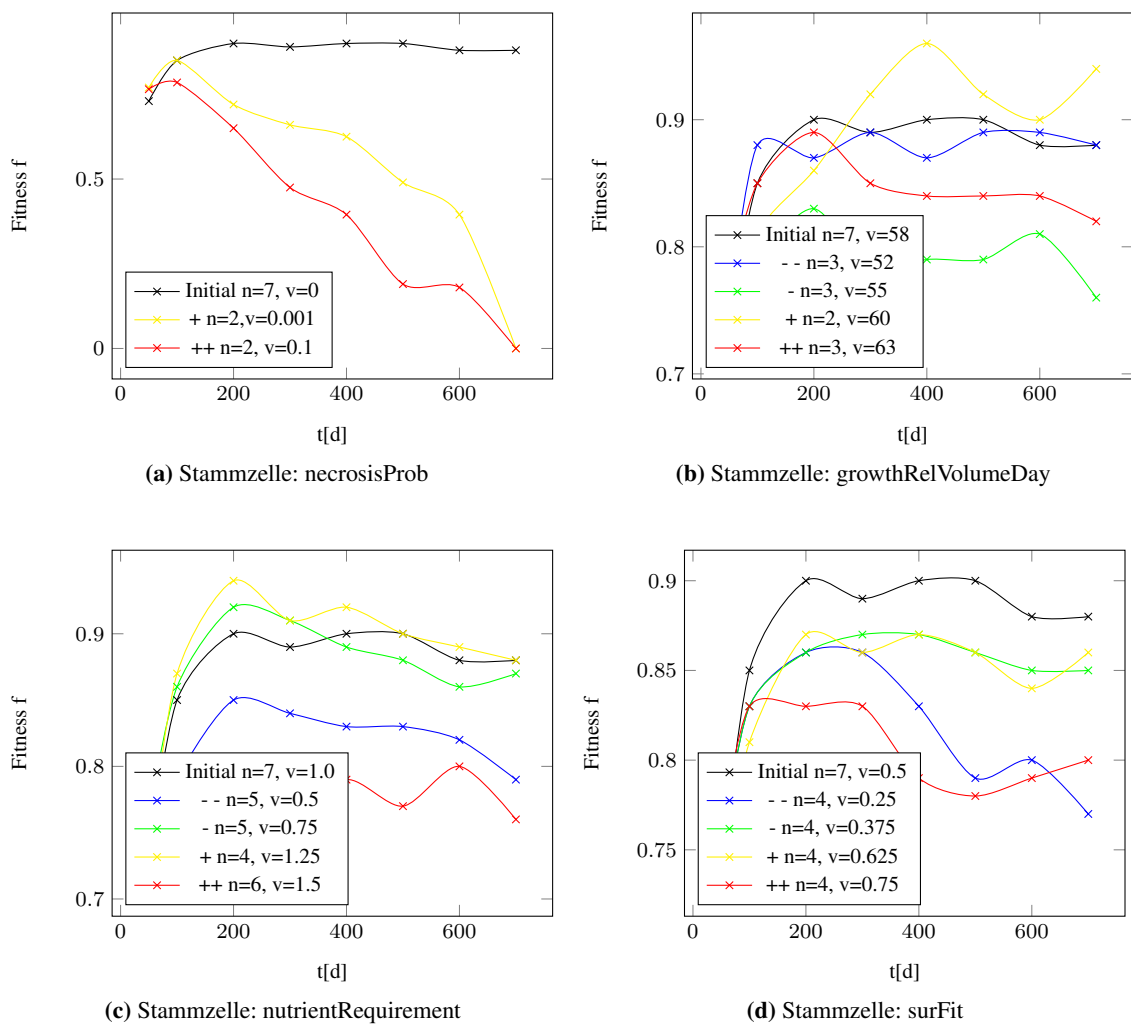 Fitness f
0.5
0
Initial n=7, v=0
+ n=2,v=0.001
++ n=2, v=0.1
0 200 400 600
t[d]
(a) Stammzelle: necrosisProb
Fitness f
0.9
0.8
0.7
Initial n=7, v=58
- - n=3, v=52
- n=3, v=55
+ n=2, v=60
++ n=3, v=63
0 200 400 600
t[d]
(b) Stammzelle: growthRelVolumeDay
Fitness f
0.9
0.8
0.7
Initial n=7, v=1.0
- - n=5, v=0.5
- n=5, v=0.75
+ n=4, v=1.25
++ n=6, v=1.5
0 200 400 600
t[d]
(c) Stammzelle: nutrientRequirement
Fitness f
0.9
0.85
0.8
0.75
Initial n=7, v=0.5
- - n=4, v=0.25
- n=4, v=0.375
+ n=4, v=0.625
++ n=4, v=0.75
0 200 400 600
t[d]
(d) Stammzelle: surFit